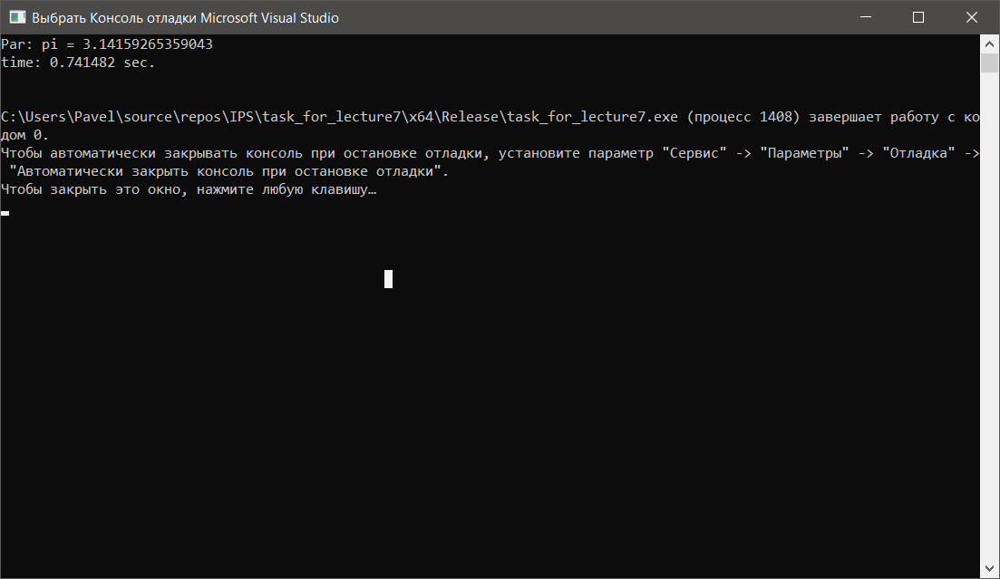 Выбрать Консоль отладки Microsoft Visual Studio
Par: pi = 3.14159265359043
time: 0.741482 sec.
C:\Users\Pavel\source\repos\IPS\task_for_lecture7\x64\Release\task_for_lecture7.exe (процесс 1408) завершает работу с ко
дом 0.
Чтобы автоматически закрывать консоль при остановке отладки, установите параметр "Сервис" -> "Параметры" -> "Отладка" ->
"Автоматически закрыть консоль при остановке отладки".
Чтобы закрыть это окно, нажмите любую клавишу…